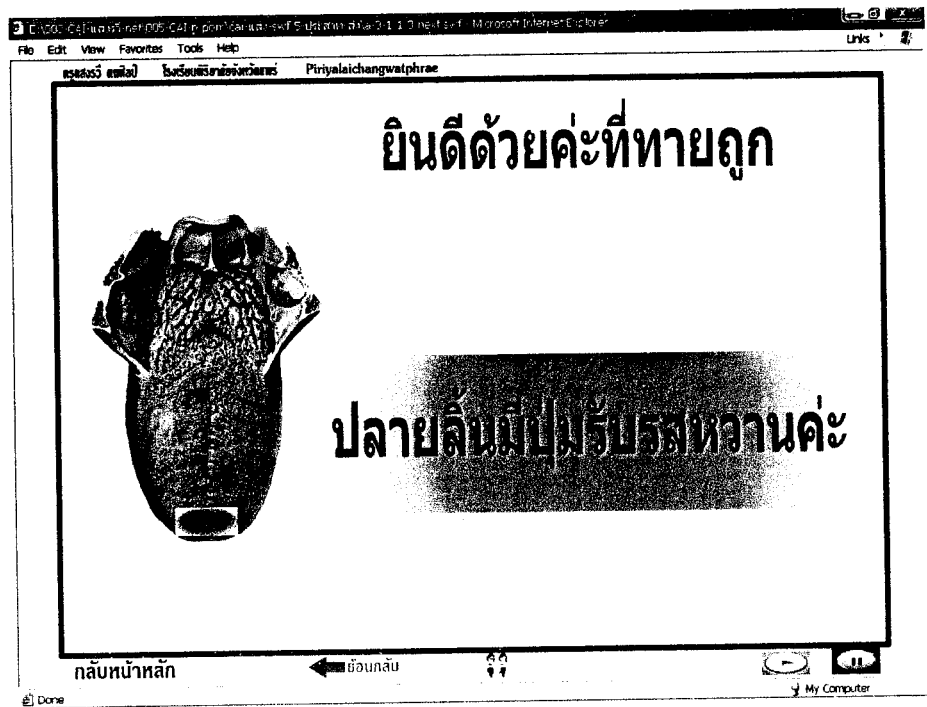 Microsoft Internet Explorer
File Edit View Favorites Tools Help
Links
Piriyalaichangwatphrae
ยินดีด้วยค่ะที่ทายถูก
ปลายลิ้นมีปุ่มรับรสหวานค่ะ
กลับหน้าหลัก
ย้อนกลับ
Done
My Computer